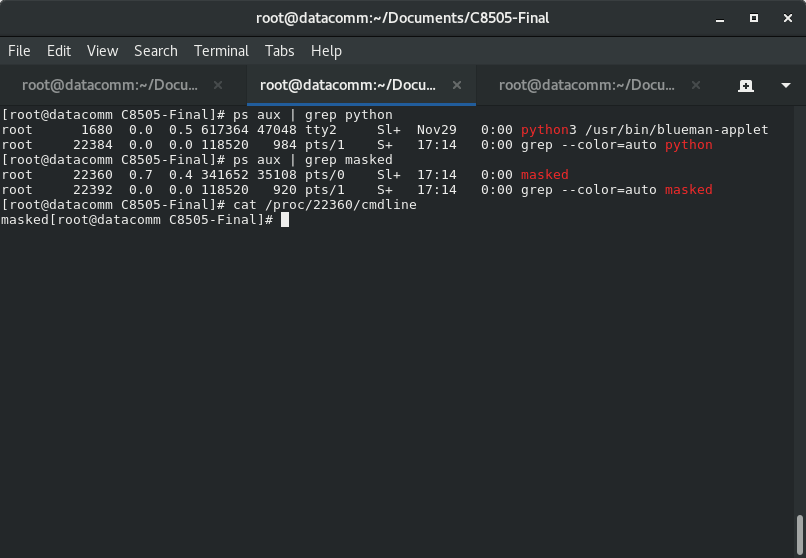 root@datacomm:~/Documents/C8505-Final
File Edit View Search Terminal Tabs Help
root@datacomm:~/Docu... root@datacomm:~/Docu... root@datacomm:~/Docu...
[root@datacomm C8505-Final]# ps aux | grep python
root      1680  0.0  0.5 617364 47048 tty2     Sl+  Nov29   0:00 python3 /usr/bin/blueman-applet
root     22384  0.0  0.0 118520   984 pts/1    S+   17:14   0:00 grep --color=auto python
[root@datacomm C8505-Final]# ps aux | grep masked
root     22360  0.7  0.4 341652 35108 pts/0    Sl+  17:14   0:00 masked
root     22392  0.0  0.0 118520   920 pts/1    S+   17:14   0:00 grep --color=auto masked
[root@datacomm C8505-Final]# cat /proc/22360/cmdline
masked[root@datacomm C8505-Final]#